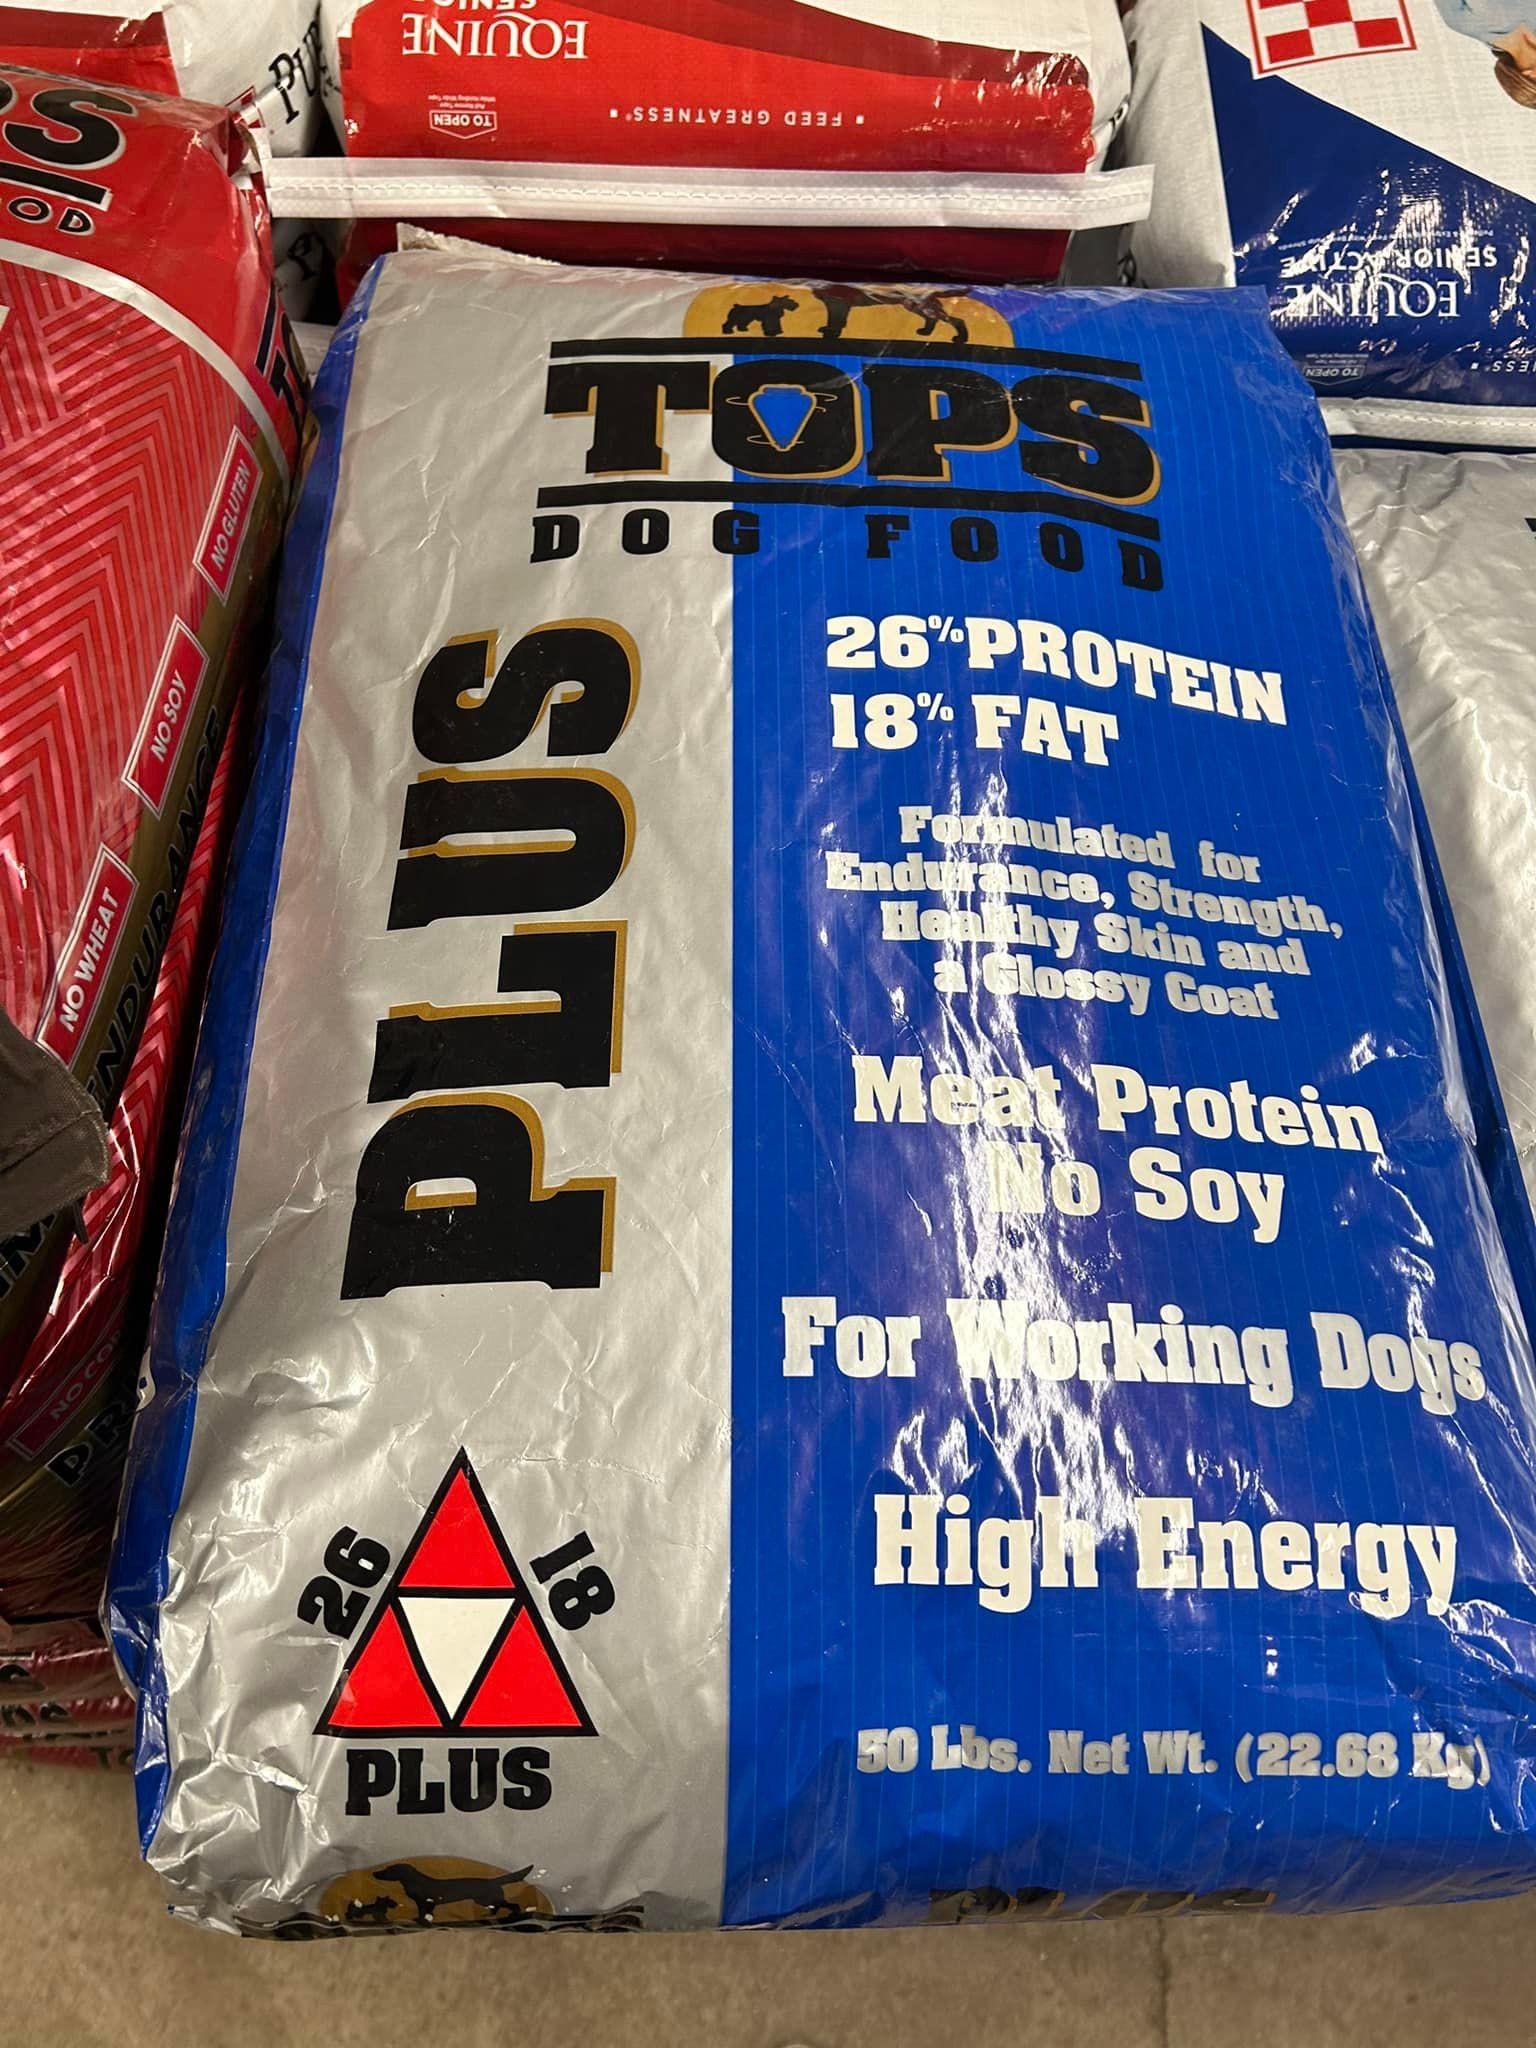 EQUINE
SENIOR
TO OPEN
FEED GREATNESS®
EQUINE
SENIOR ACTIVE
TO OPEN
NO GLUTEN
NO SOY
NO WHEAT
ENDURANCE
TOPS
DOG FOOD
PLUS
26% PROTEIN
18% FAT
Formulated for
Endurance, Strength,
Healthy Skin and
a Glossy Coat
Meat Protein
No Soy
For Working Dogs
High Energy
26
18
PLUS
50 Lbs. Net Wt. (22.68 Kg)
PLUS